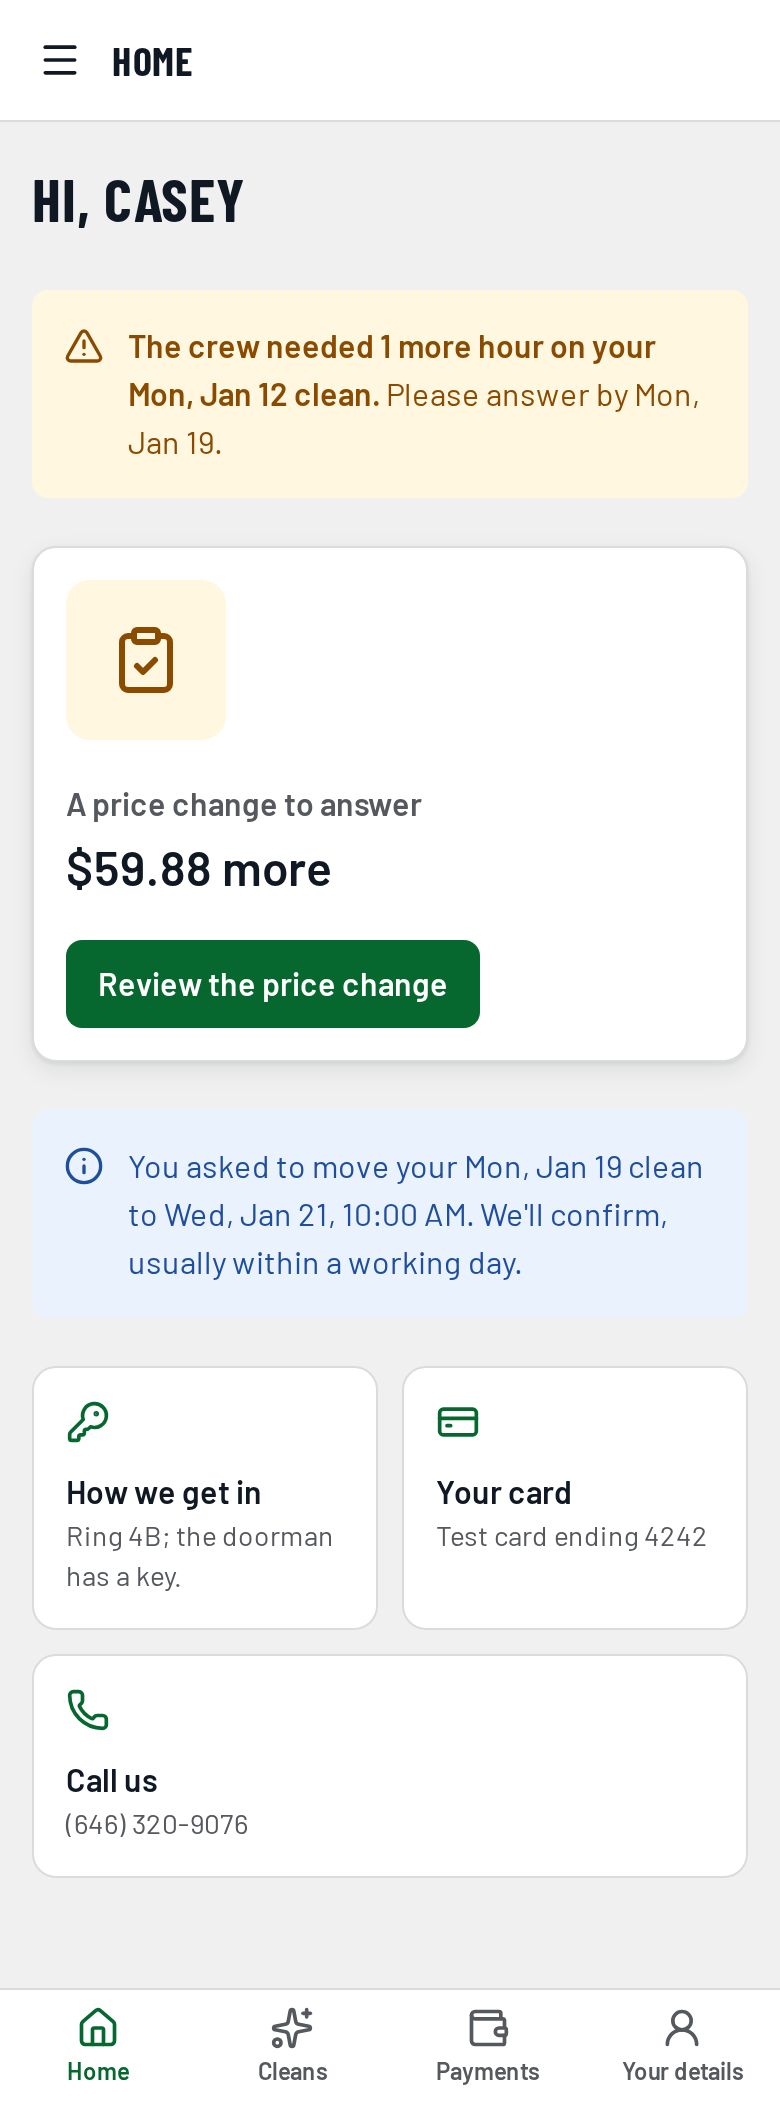 HOME
HI, CASEY
The crew needed 1 more hour on your
Mon, Jan 12 clean. Please answer by Mon,
Jan 19.
A price change to answer
$59.88 more
Review the price change
You asked to move your Mon, Jan 19 clean
to Wed, Jan 21, 10:00 AM. We'll confirm,
usually within a working day.
How we get in
Ring 4B; the doorman
has a key.
Your card
Test card ending 4242
Call us
(646) 320-9076
Home
Cleans
Payments
Your details